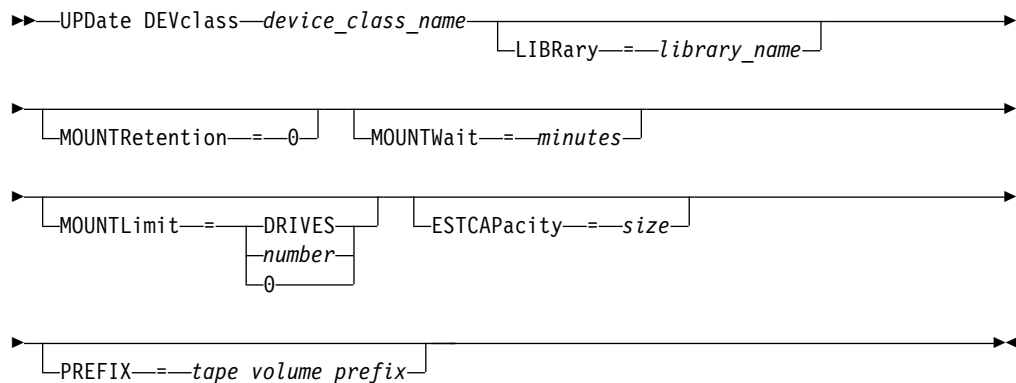 UPDate DEVclass device_class_name
LIBRary = library_name
MOUNTRetention = 0 MOUNTWait = minutes
MOUNTLimit = DRIVES ESTCAPacity = size
number
0
PREFIX = tape volume prefix